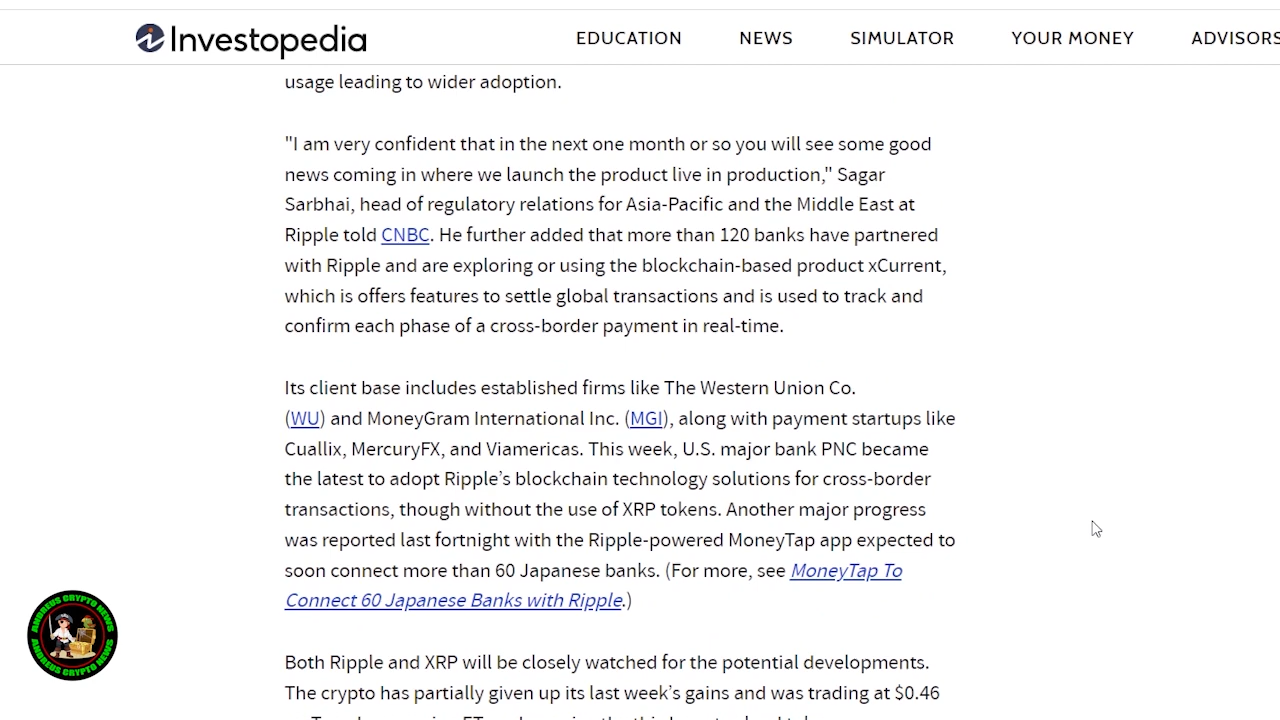 Investopedia
EDUCATION NEWS SIMULATOR YOUR MONEY ADVISORS
usage leading to wider adoption.
"I am very confident that in the next one month or so you will see some good
news coming in where we launch the product live in production," Sagar
Sarbhai, head of regulatory relations for Asia-Pacific and the Middle East at
Ripple told CNBC. He further added that more than 120 banks have partnered
with Ripple and are exploring or using the blockchain-based product xCurrent,
which is offers features to settle global transactions and is used to track and
confirm each phase of a cross-border payment in real-time.
Its client base includes established firms like The Western Union Co.
(WU) and MoneyGram International Inc. (MGI), along with payment startups like
Cuallix, MercuryFX, and Viamericas. This week, U.S. major bank PNC became
the latest to adopt Ripple’s blockchain technology solutions for cross-border
transactions, though without the use of XRP tokens. Another major progress
was reported last fortnight with the Ripple-powered MoneyTap app expected to
soon connect more than 60 Japanese banks. (For more, see MoneyTap To
Connect 60 Japanese Banks with Ripple.)
ANDREUS CRYPTO NEWS
ANDREUS CRYPTO NEWS
Both Ripple and XRP will be closely watched for the potential developments.
The crypto has partially given up its last week’s gains and was trading at $0.46